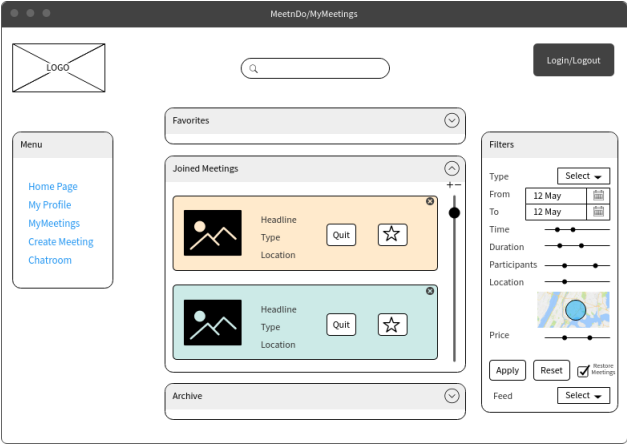 MeetnDo/MyMeetings
LOGO
Login/Logout
Menu
Home Page
My Profile
MyMeetings
Create Meeting
Chatroom
Favorites
Joined Meetings
+−
Headline
Type
Location
Quit
Headline
Type
Location
Quit
Archive
Filters
Type Select
From 12 May
To 12 May
Time
Duration
Participants
Location
Price
Apply Reset Restore
Meetings
Feed Select